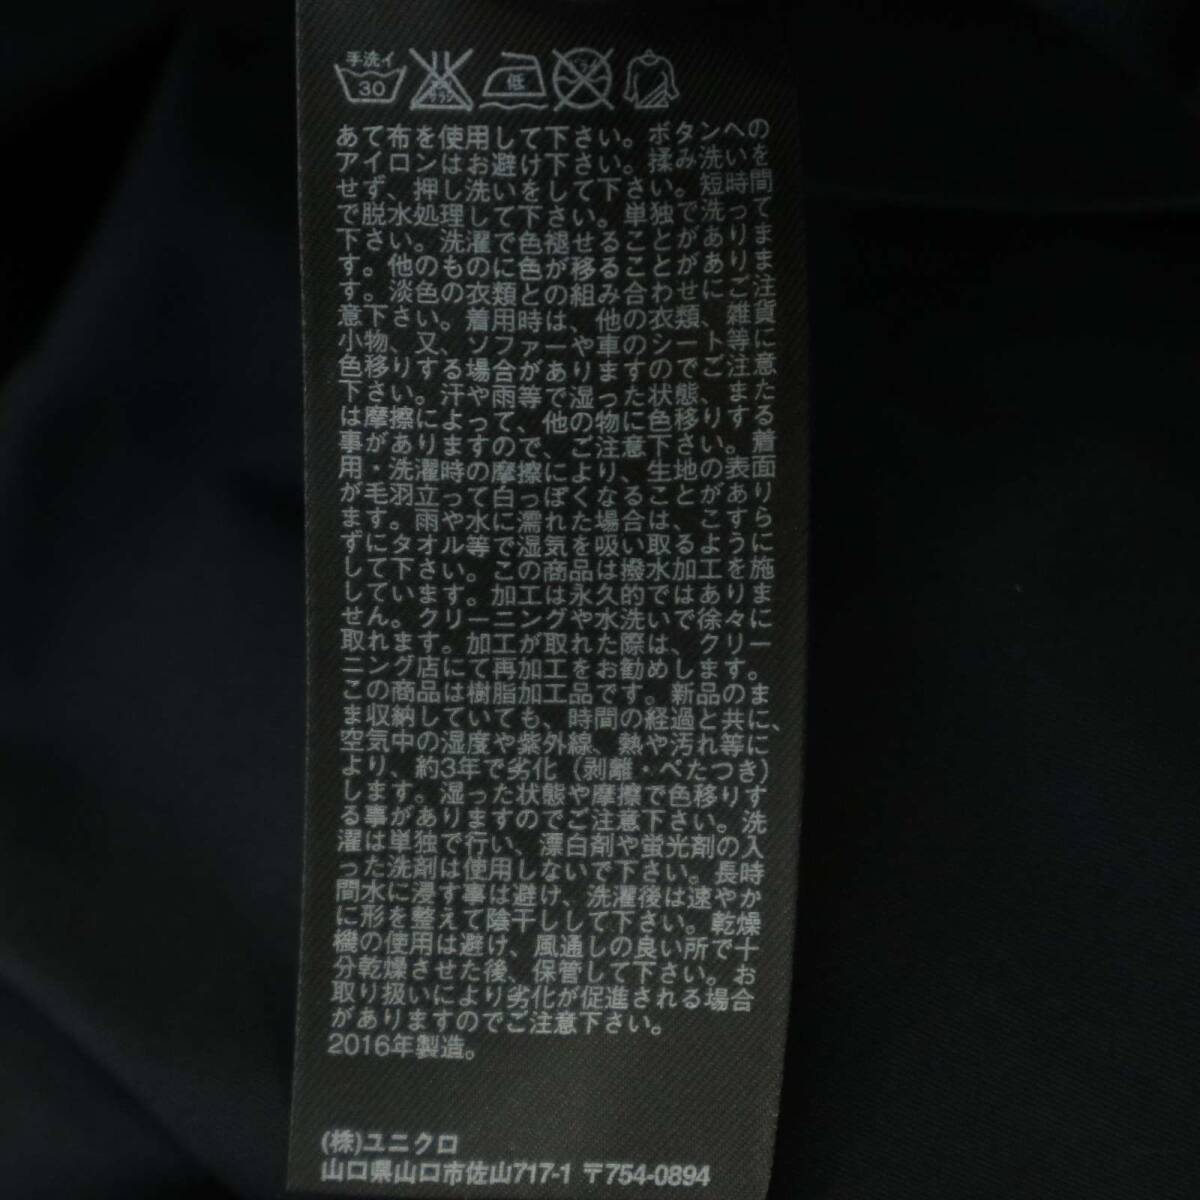 手洗イ
30
低
あて布を使用して下さい。ボタンへの
アイロンはお避け下さい。揉み洗いを
せず、押し洗いをして下さい。短時間
で脱水処理して下さい。単独で洗って
下さい。洗濯で色褪せることがありま
す。他のものに色が移ることがありま
す。淡色の衣類との組み合わせにご注
意下さい。着用時は、他の衣類、雑貨
小物、又、ソファーや車のシート等に
色移りする場合がありますのでご注意
下さい。汗や雨等で湿った状態、また
は摩擦によって、他の物に色移りする
事がありますので、ご注意下さい。着
用・洗濯時の摩擦により、生地の表面
が毛羽立って白っぽくなることがあり
ます。雨や水に濡れた場合は、こすら
ずにタオル等で湿気を吸い取るように
して下さい。この商品は撥水加工を施
しています。加工は永久的ではありま
せん。クリーニングや水洗いで徐々に
取れます。加工が取れた際は、クリー
ニング店にて再加工をお勧めします。
この商品は樹脂加工品です。新品のま
ま収納していても、時間の経過と共に、
空気中の湿度や紫外線、熱や汚れ等に
より、約3年で劣化（剥離・べたつき）
します。湿った状態や摩擦で色移りす
る事がありますのでご注意下さい。洗
濯は単独で行い、漂白剤や蛍光剤の入
った洗剤は使用しないで下さい。長時
間水に浸す事は避け、洗濯後は速やか
に形を整えて陰干しして下さい。乾燥
機の使用は避け、風通しの良い所で十
分乾燥させた後、保管して下さい。お
取り扱いにより劣化が促進される場合
がありますのでご注意下さい。
2016年製造。
(株)ユニクロ
山口県山口市佐山717-1 〒754-0894